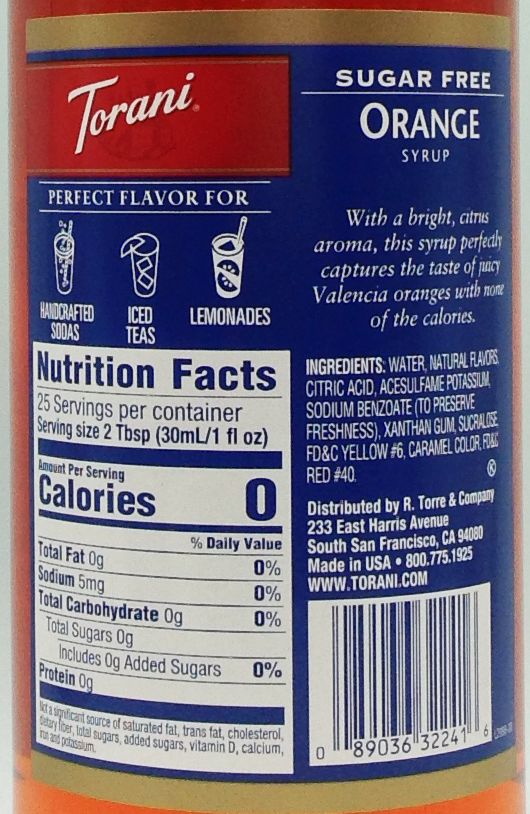 Torani®
PERFECT FLAVOR FOR
HANDCRAFTED
SODAS
ICED
TEAS
LEMONADES
Nutrition Facts
25 Servings per container
Serving size 2 Tbsp (30mL/1 fl oz)
Amount Per Serving
Calories 0
% Daily Value
Total Fat 0g 0%
Sodium 5mg 0%
Total Carbohydrate 0g 0%
Total Sugars 0g
Includes 0g Added Sugars 0%
Protein 0g
Not a significant source of saturated fat, trans fat, cholesterol,
dietary fiber, total sugars, added sugars, vitamin D, calcium,
iron and potassium.
SUGAR FREE
ORANGE
SYRUP
With a bright, citrus
aroma, this syrup perfectly
captures the taste of juicy
Valencia oranges with none
of the calories.
INGREDIENTS: WATER, NATURAL FLAVORS,
CITRIC ACID, ACESULFAME POTASSIUM,
SODIUM BENZOATE (TO PRESERVE
FRESHNESS), XANTHAN GUM, SUCRALOSE,
FD&C YELLOW #6, CARAMEL COLOR, FD&C
RED #40.
Distributed by R. Torre & Company
233 East Harris Avenue
South San Francisco, CA 94080
Made in USA • 800.775.1925
WWW.TORANI.COM
0 89036 32241 6